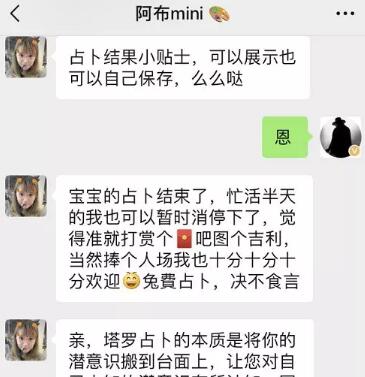 阿布mini 🎨
占卜结果小贴士，可以展示也
可以自己保存，么么哒
恩
宝宝的占卜结束了，忙活半天
的我也可以暂时消停下了，觉
得准就打赏个🧧吧图个吉利，
当然捧个人场我也十分十分十
分欢迎😄兔費占卜，决不食言
亲，塔罗占卜的本质是将你的
潜意识搬到台面上，让您对自